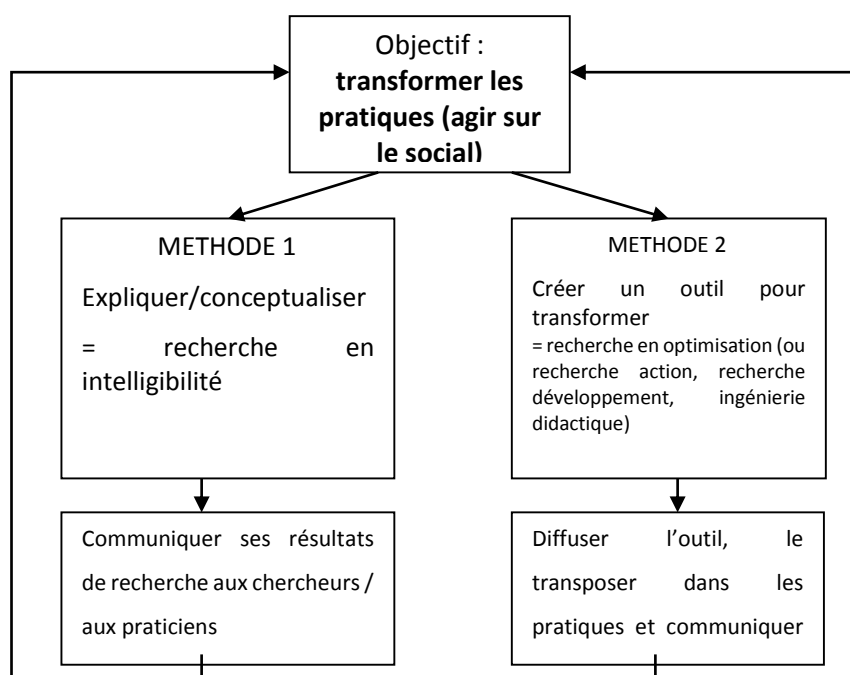 Objectif :
transformer les
pratiques (agir sur
le social)
METHODE 1
Expliquer/conceptualiser
= recherche en
intelligibilité
METHODE 2
Créer un outil pour
transformer
= recherche en optimisation (ou
recherche action, recherche
développement, ingénierie
didactique)
Communiquer ses résultats
de recherche aux chercheurs /
aux praticiens
Diffuser l’outil, le
transposer dans les
pratiques et communiquer